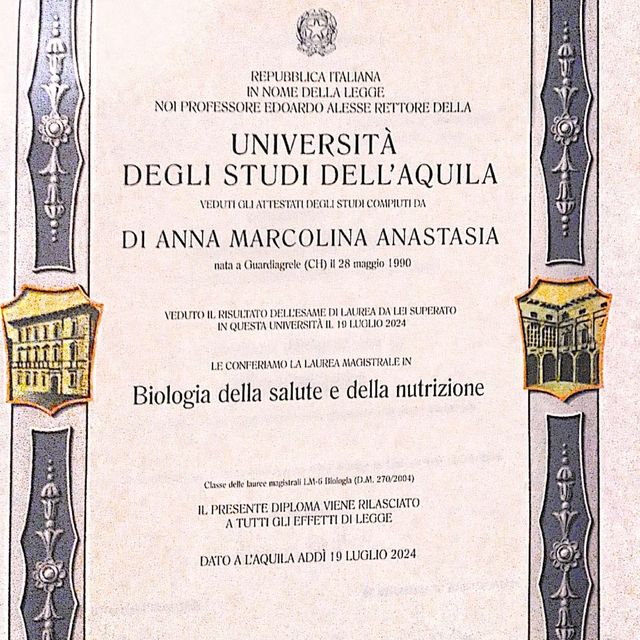 REPUBBLICA ITALIANA
IN NOME DELLA LEGGE
NOI PROFESSORE EDOARDO ALESSE RETTORE DELLA
UNIVERSITÀ
DEGLI STUDI DELL'AQUILA
VEDUTI GLI ATTESTATI DEGLI STUDI COMPIUTI DA
DI ANNA MARCOLINA ANASTASIA
nata a Guardiagrele (CH) il 28 maggio 1990
VEDUTO IL RISULTATO DELL'ESAME DI LAUREA DA LEI SUPERATO
IN QUESTA UNIVERSITÀ IL 19 LUGLIO 2024
LE CONFERIAMO LA LAUREA MAGISTRALE IN
Biologia della salute e della nutrizione
Classe delle lauree magistrali LM-6 Biologia (D.M. 270/2004)
IL PRESENTE DIPLOMA VIENE RILASCIATO
A TUTTI GLI EFFETTI DI LEGGE
DATO A L'AQUILA ADDÌ 19 LUGLIO 2024